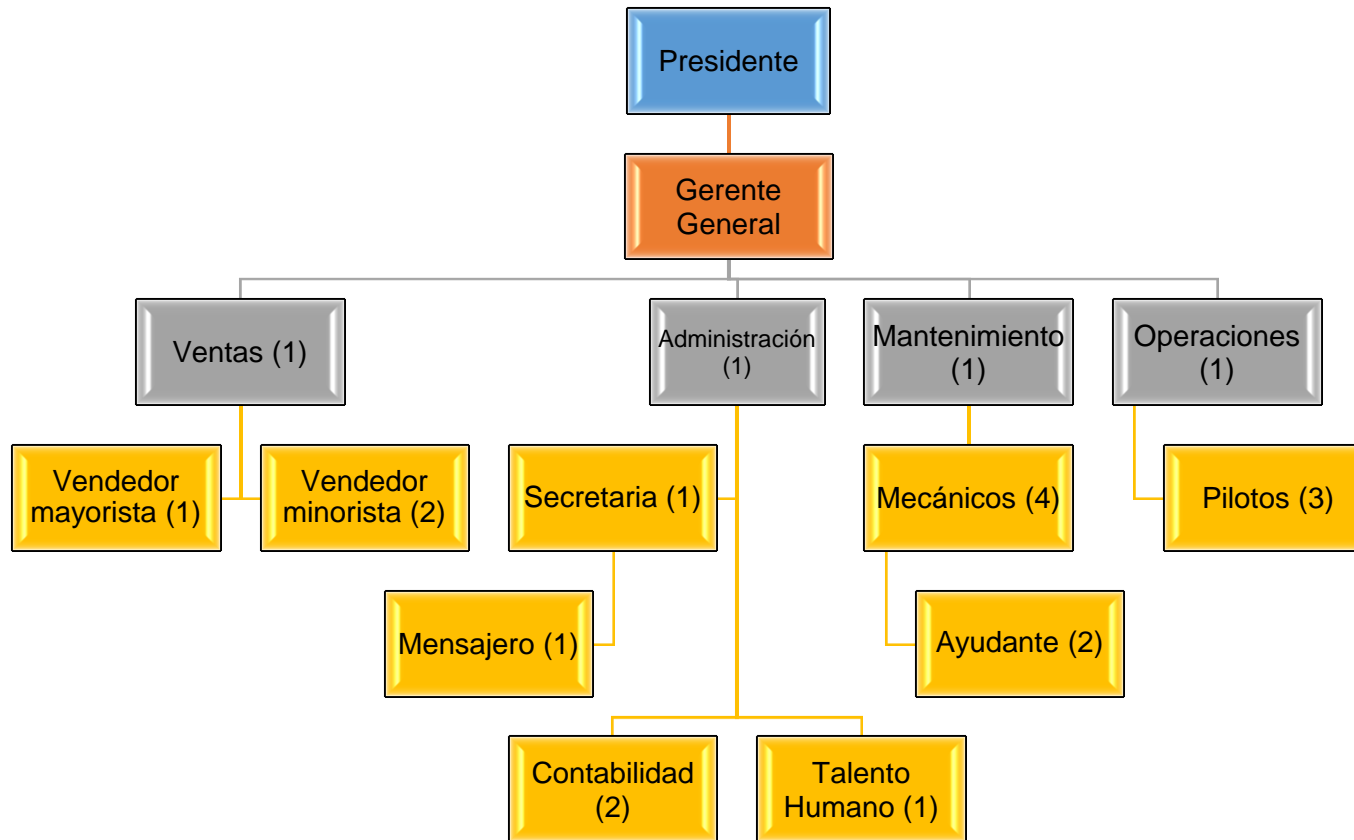 Presidente
Gerente
General
Ventas (1)
Administración
(1)
Mantenimiento
(1)
Operaciones
(1)
Vendedor
mayorista (1)
Vendedor
minorista (2)
Secretaria (1)
Mecánicos (4)
Pilotos (3)
Mensajero (1)
Ayudante (2)
Contabilidad
(2)
Talento
Humano (1)